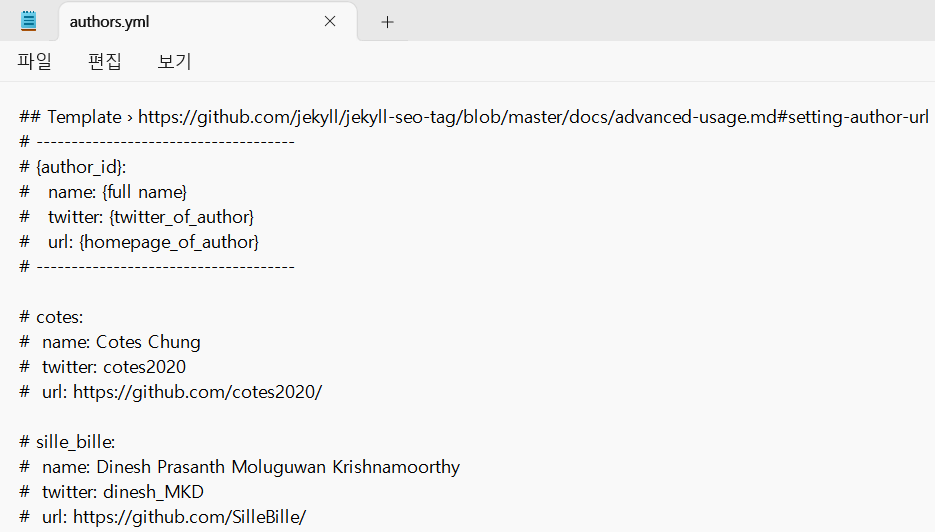 authors.yml
파일 편집 보기
## Template › https://github.com/jekyll/jekyll-seo-tag/blob/master/docs/advanced-usage.md#setting-author-url
# -------------------------------------
# {author_id}:
#   name: {full name}
#   twitter: {twitter_of_author}
#   url: {homepage_of_author}
# -------------------------------------
# cotes:
#  name: Cotes Chung
#  twitter: cotes2020
#  url: https://github.com/cotes2020/
# sille_bille:
#  name: Dinesh Prasanth Moluguwan Krishnamoorthy
#  twitter: dinesh_MKD
#  url: https://github.com/SilleBille/